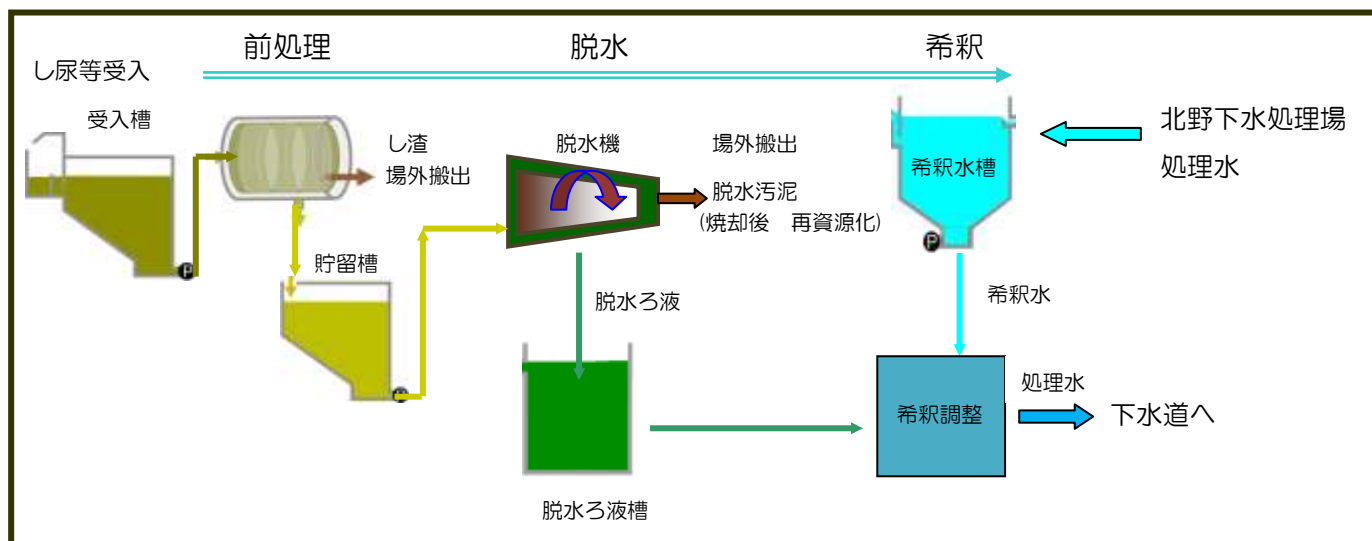 前処理
脱水
希釈
し尿等受入
受入槽
し渣
場外搬出
脱水機
場外搬出
脱水汚泥
(焼却後　再資源化)
希釈水槽
北野下水処理場
処理水
P
P
貯留槽
脱水ろ液
希釈水
処理水
希釈調整
下水道へ
脱水ろ液槽